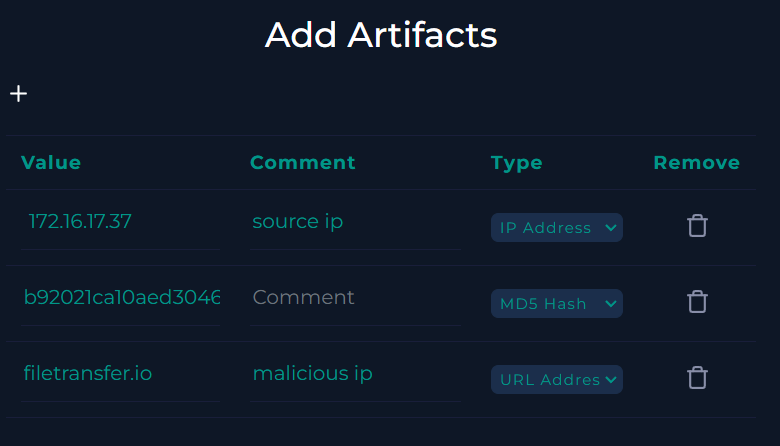 Add Artifacts
+
Value Comment Type Remove
172.16.17.37 source ip IP Address
b92021ca10aed3046 Comment MD5 Hash
filetransfer.io malicious ip URL Addres